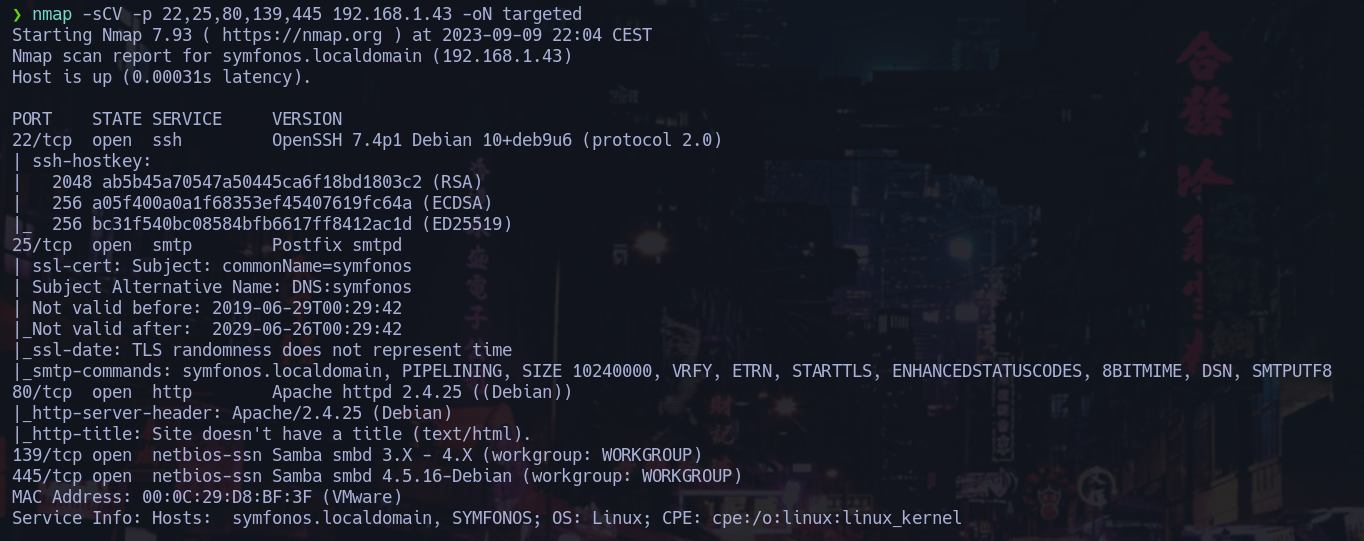 ❯ nmap -sCV -p 22,25,80,139,445 192.168.1.43 -oN targeted
Starting Nmap 7.93 ( https://nmap.org ) at 2023-09-09 22:04 CEST
Nmap scan report for symfonos.localdomain (192.168.1.43)
Host is up (0.00031s latency).
PORT    STATE SERVICE     VERSION
22/tcp  open  ssh         OpenSSH 7.4p1 Debian 10+deb9u6 (protocol 2.0)
| ssh-hostkey:
|   2048 ab5b45a70547a50445ca6f18bd1803c2 (RSA)
|   256 a05f400a0a1f68353ef45407619fc64a (ECDSA)
|_  256 bc31f540bc08584bfb6617ff8412ac1d (ED25519)
25/tcp  open  smtp        Postfix smtpd
| ssl-cert: Subject: commonName=symfonos
| Subject Alternative Name: DNS:symfonos
| Not valid before: 2019-06-29T00:29:42
|_Not valid after:  2029-06-26T00:29:42
|_ssl-date: TLS randomness does not represent time
|_smtp-commands: symfonos.localdomain, PIPELINING, SIZE 10240000, VRFY, ETRN, STARTTLS, ENHANCEDSTATUSCODES, 8BITMIME, DSN, SMTPUTF8
80/tcp  open  http        Apache httpd 2.4.25 ((Debian))
|_http-server-header: Apache/2.4.25 (Debian)
|_http-title: Site doesn't have a title (text/html).
139/tcp open  netbios-ssn Samba smbd 3.X - 4.X (workgroup: WORKGROUP)
445/tcp open  netbios-ssn Samba smbd 4.5.16-Debian (workgroup: WORKGROUP)
MAC Address: 00:0C:29:D8:BF:3F (VMware)
Service Info: Hosts:  symfonos.localdomain, SYMFONOS; OS: Linux; CPE: cpe:/o:linux:linux_kernel